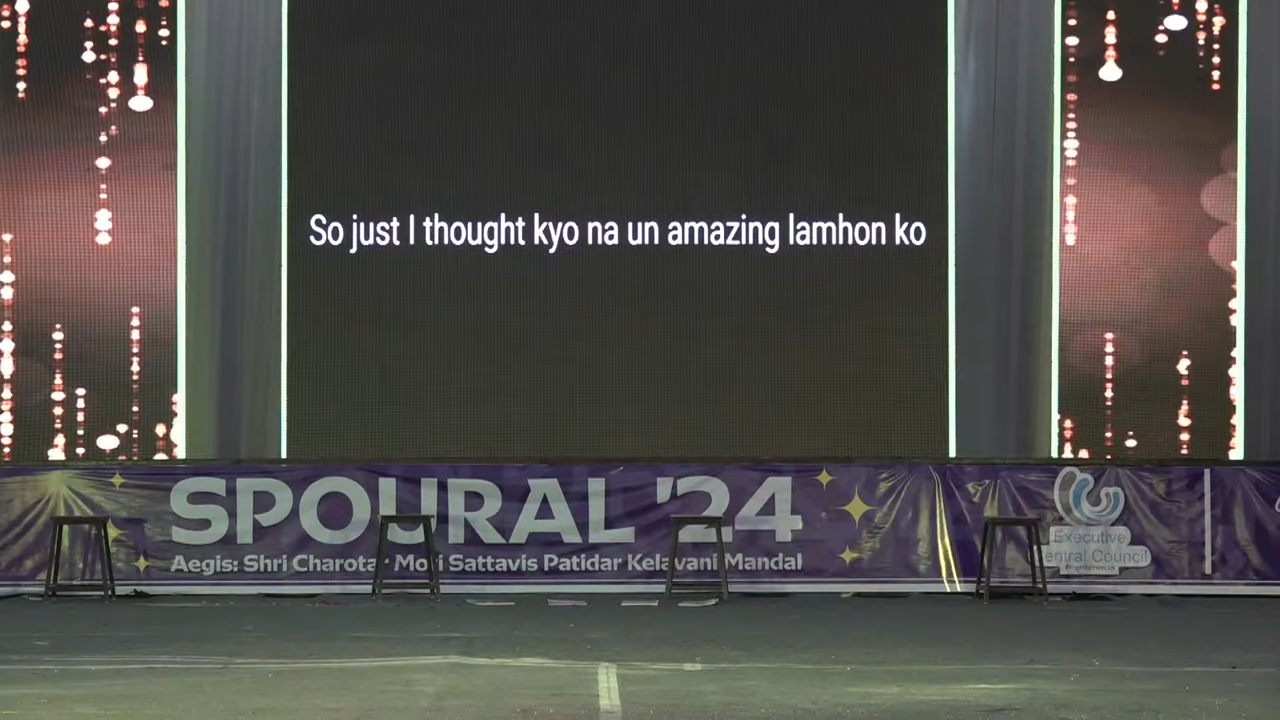 So just I thought kyo na un amazing lamhon ko
SPOURAL '24
Aegis: Shri Charotar Moti Sattavis Patidar Kelavani Mandal
Executive
Central Council